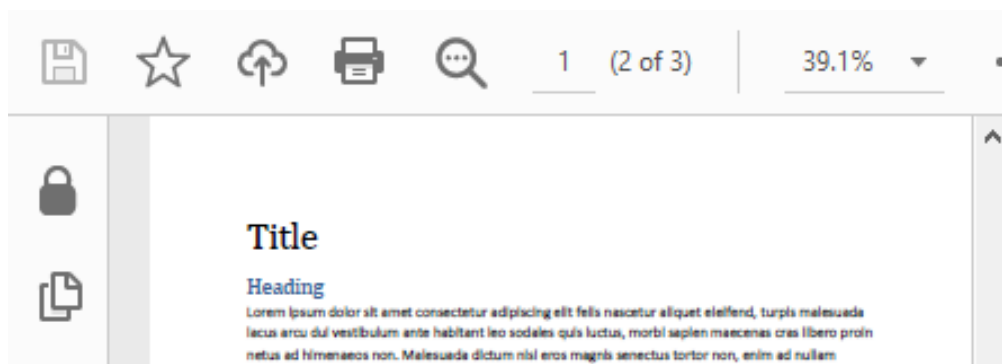 1 (2 of 3) 39.1%
Title
Heading
Lorem ipsum dolor sit amet consectetur adipiscing elit felis nascetur aliquet eleifend, turpis malesuada
lacus arcu dui vestibulum ante habitant leo sodales quis luctus, morbi sapien maecenas cras libero proin
netus ad himenaeos non. Malesuada dictum nisl eros magnis senectus tortor non, enim ad nullam